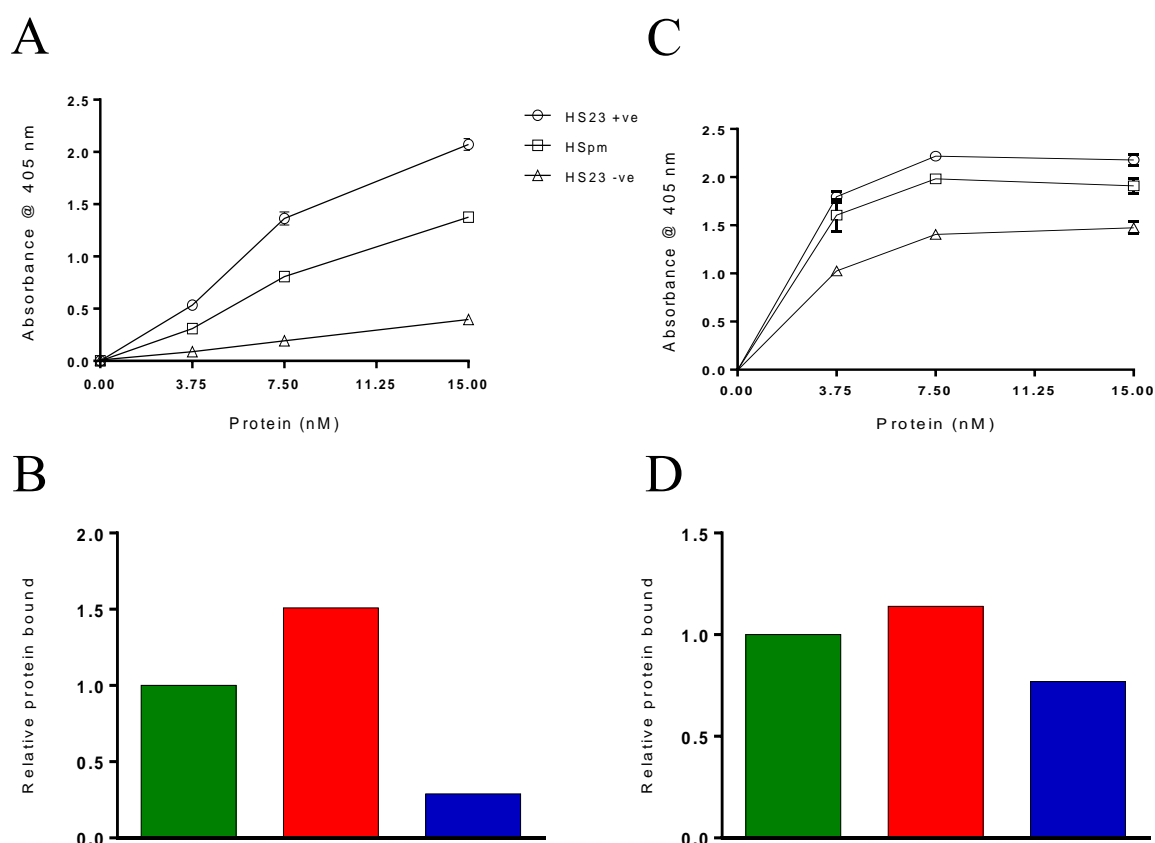 A
Absorbance @ 405 nm
2.5
2.0
1.5
1.0
0.5
0.0
0.00 3.75 7.50 11.25 15.00
Protein (nM)
HS23 +ve
HSpm
HS23 -ve
C
Absorbance @ 405 nm
2.5
2.0
1.5
1.0
0.5
0.0
0.00 3.75 7.50 11.25 15.00
Protein (nM)
B
Relative protein bound
2.0
1.5
1.0
0.5
0.0
D
Relative protein bound
1.5
1.0
0.5
0.0